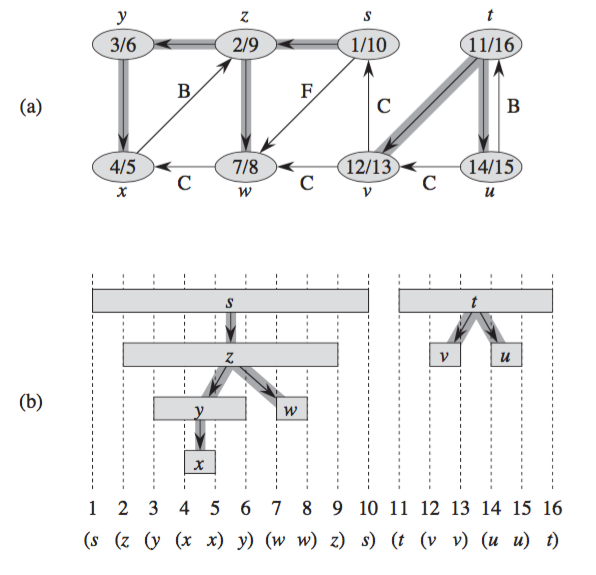 y z s t
3/6 2/9 1/10 11/16
(a) B F C B
4/5 7/8 12/13 14/15
C C C
x w v u
s t
z v u
(b) y w
x
1 2 3 4 5 6 7 8 9 10 11 12 13 14 15 16
(s (z (y (x x) y) (w w) z) s) (t (v v) (u u) t)